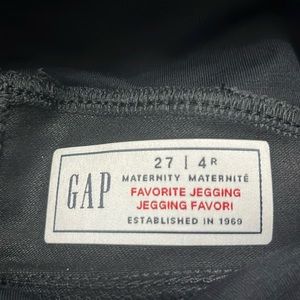 27 | 4R
MATERNITY MATERNITÉ
GAP
FAVORITE JEGGING
JEGGING FAVORI
ESTABLISHED IN 1969